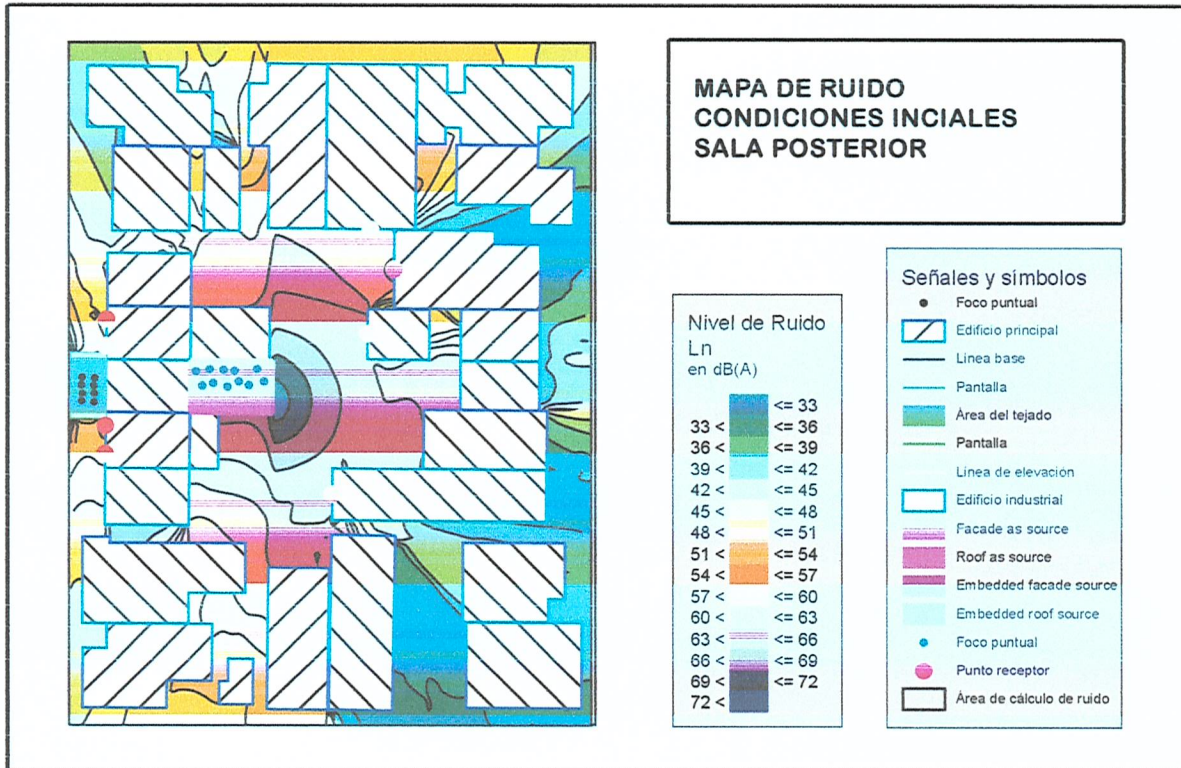 MAPA DE RUIDO
CONDICIONES INCIALES
SALA POSTERIOR
Nivel de Ruido
Ln
en dB(A)
<= 33
33 < <= 36
36 < <= 39
39 < <= 42
42 < <= 45
45 < <= 48
48 < <= 51
51 < <= 54
54 < <= 57
57 < <= 60
60 < <= 63
63 < <= 66
66 < <= 69
69 < <= 72
72 <
Señales y símbolos
Foco puntual
Edificio principal
Línea base
Pantalla
Área del tejado
Pantalla
Línea de elevación
Edificio industrial
Facade as source
Roof as source
Embedded facade source
Embedded roof source
Foco puntual
Punto receptor
Área de cálculo de ruido